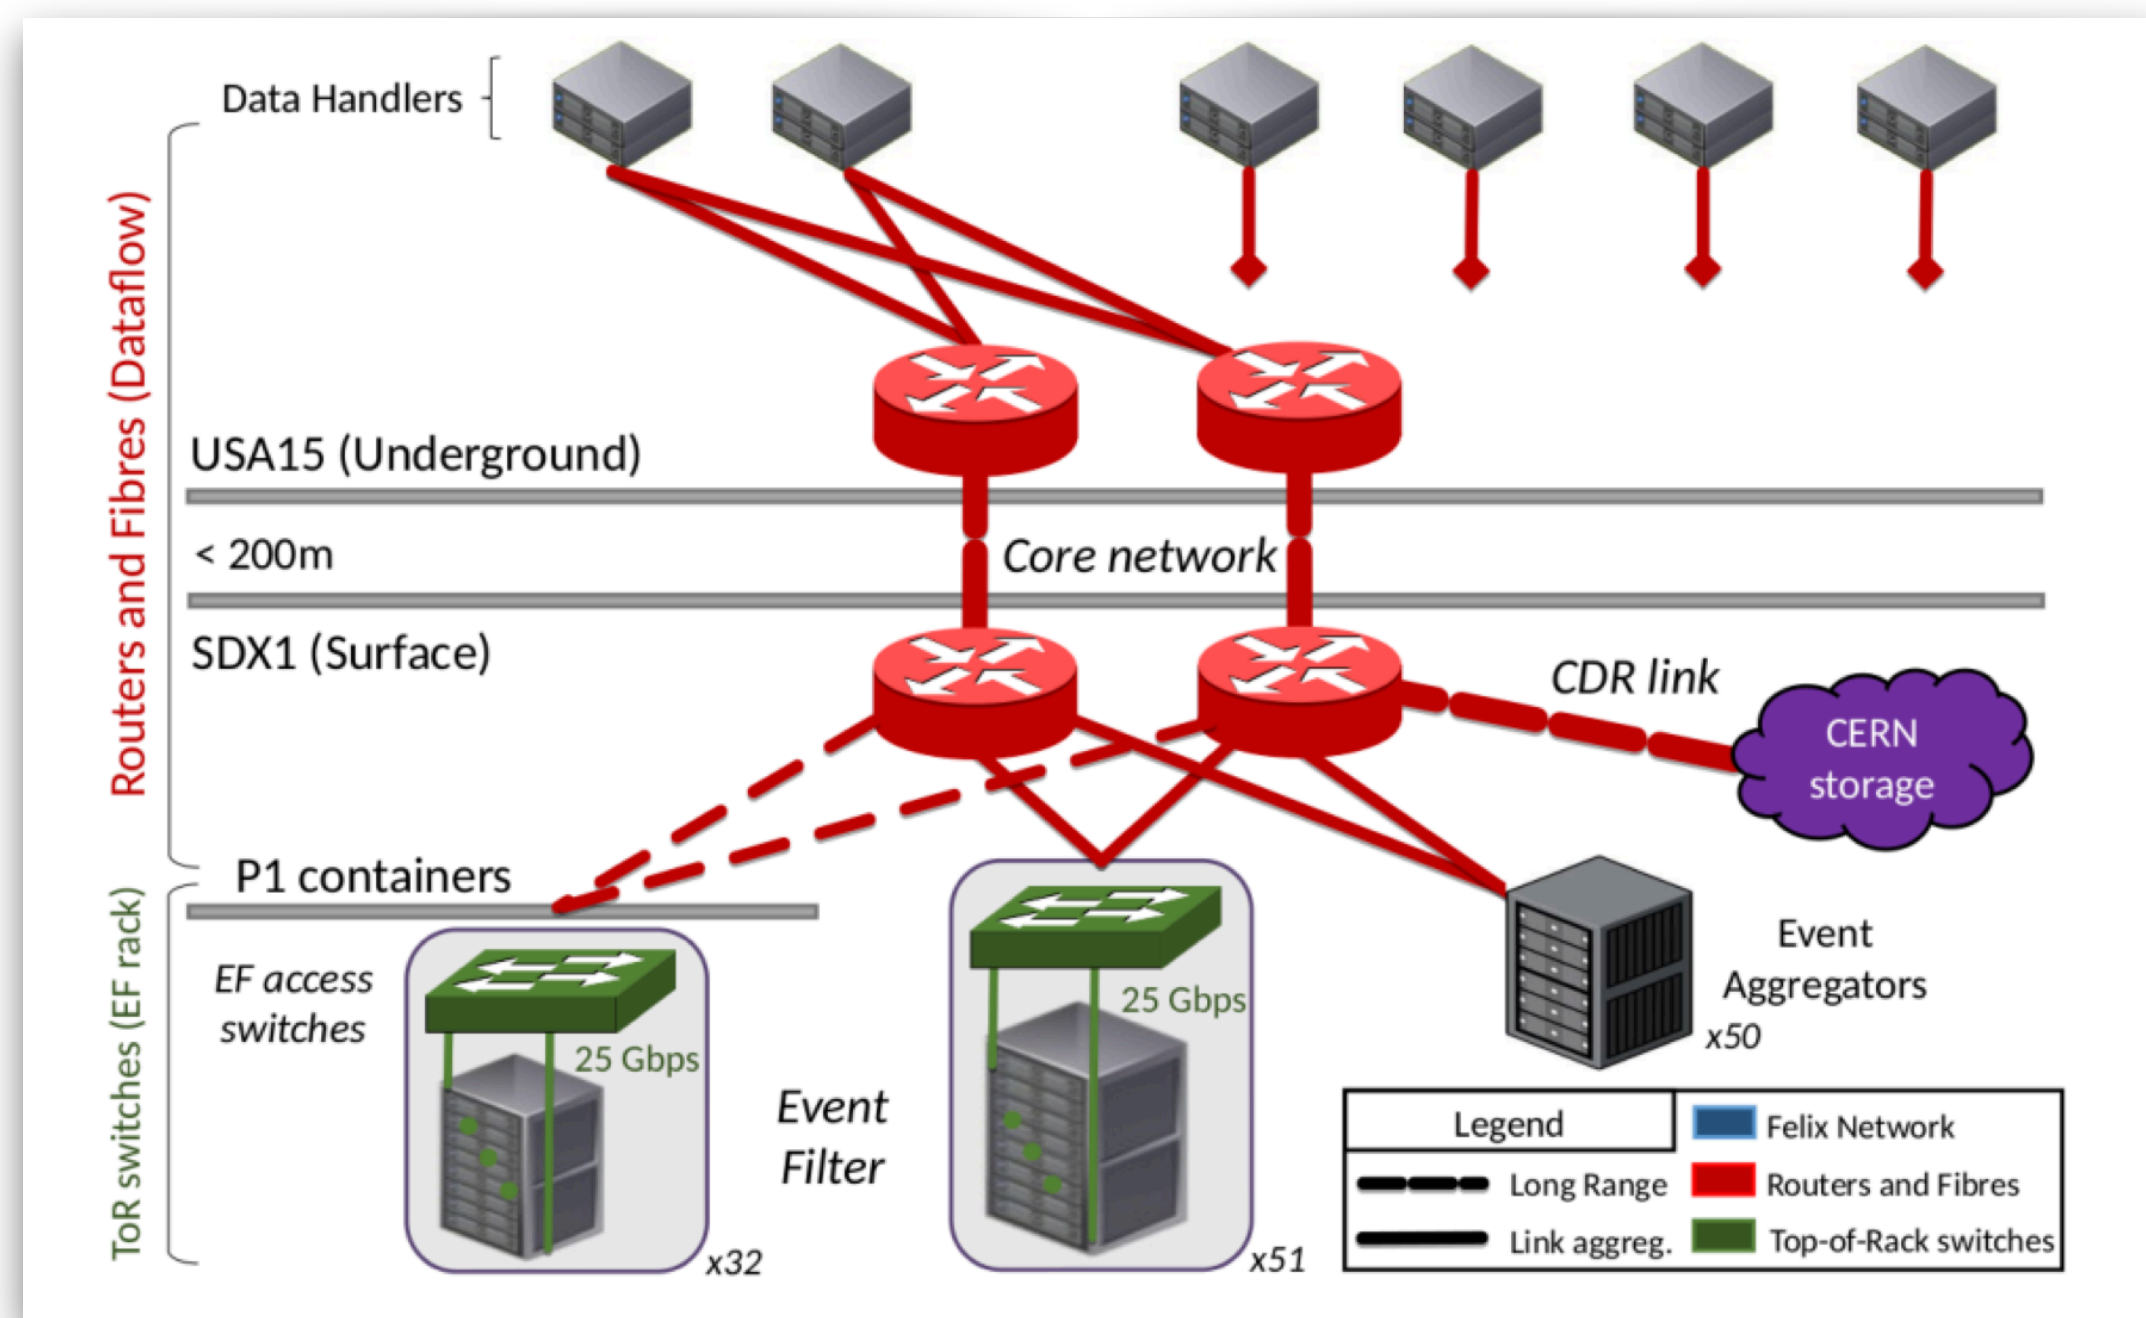 Data Handlers
Routers and Fibres (Dataflow)
USA15 (Underground)
< 200m
Core network
SDX1 (Surface)
CDR link
CERN
storage
P1 containers
ToR switches (EF rack)
EF access
switches
25 Gbps
x32
Event
Filter
25 Gbps
x51
Event
Aggregators
x50
Legend
Felix Network
Long Range
Routers and Fibres
Link aggreg.
Top-of-Rack switches